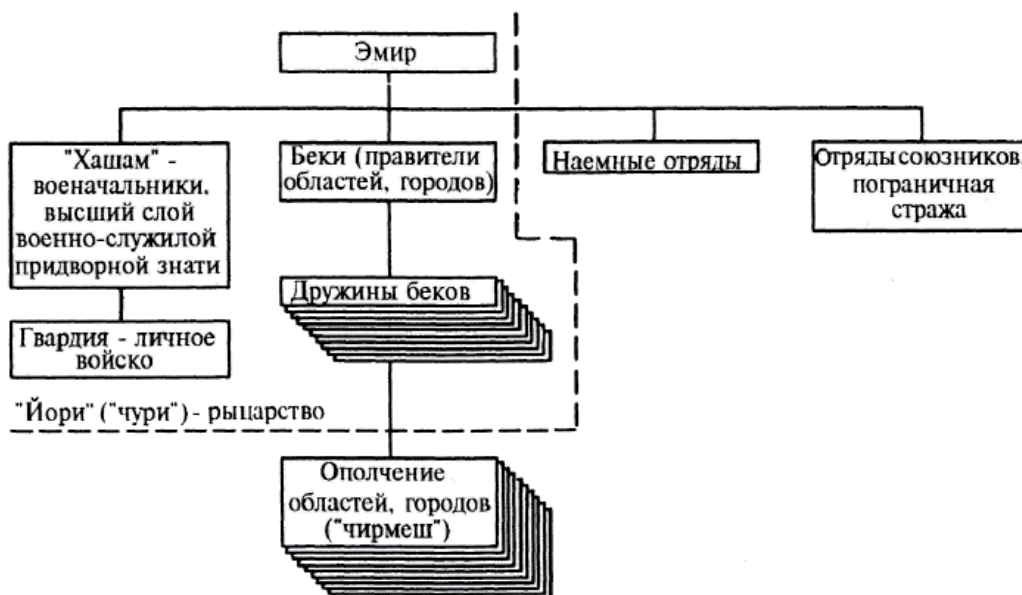 Эмир
"Хашам" -
военачальники,
высший слой
военно-служилой
придворной знати
Беки (правители
областей, городов)
Наемные отряды
Отряды союзников,
пограничная
стража
Гвардия - личное
войско
Дружины беков
"Йори" ("чури") - рыцарство
Ополчение
областей, городов
("чирмеш")